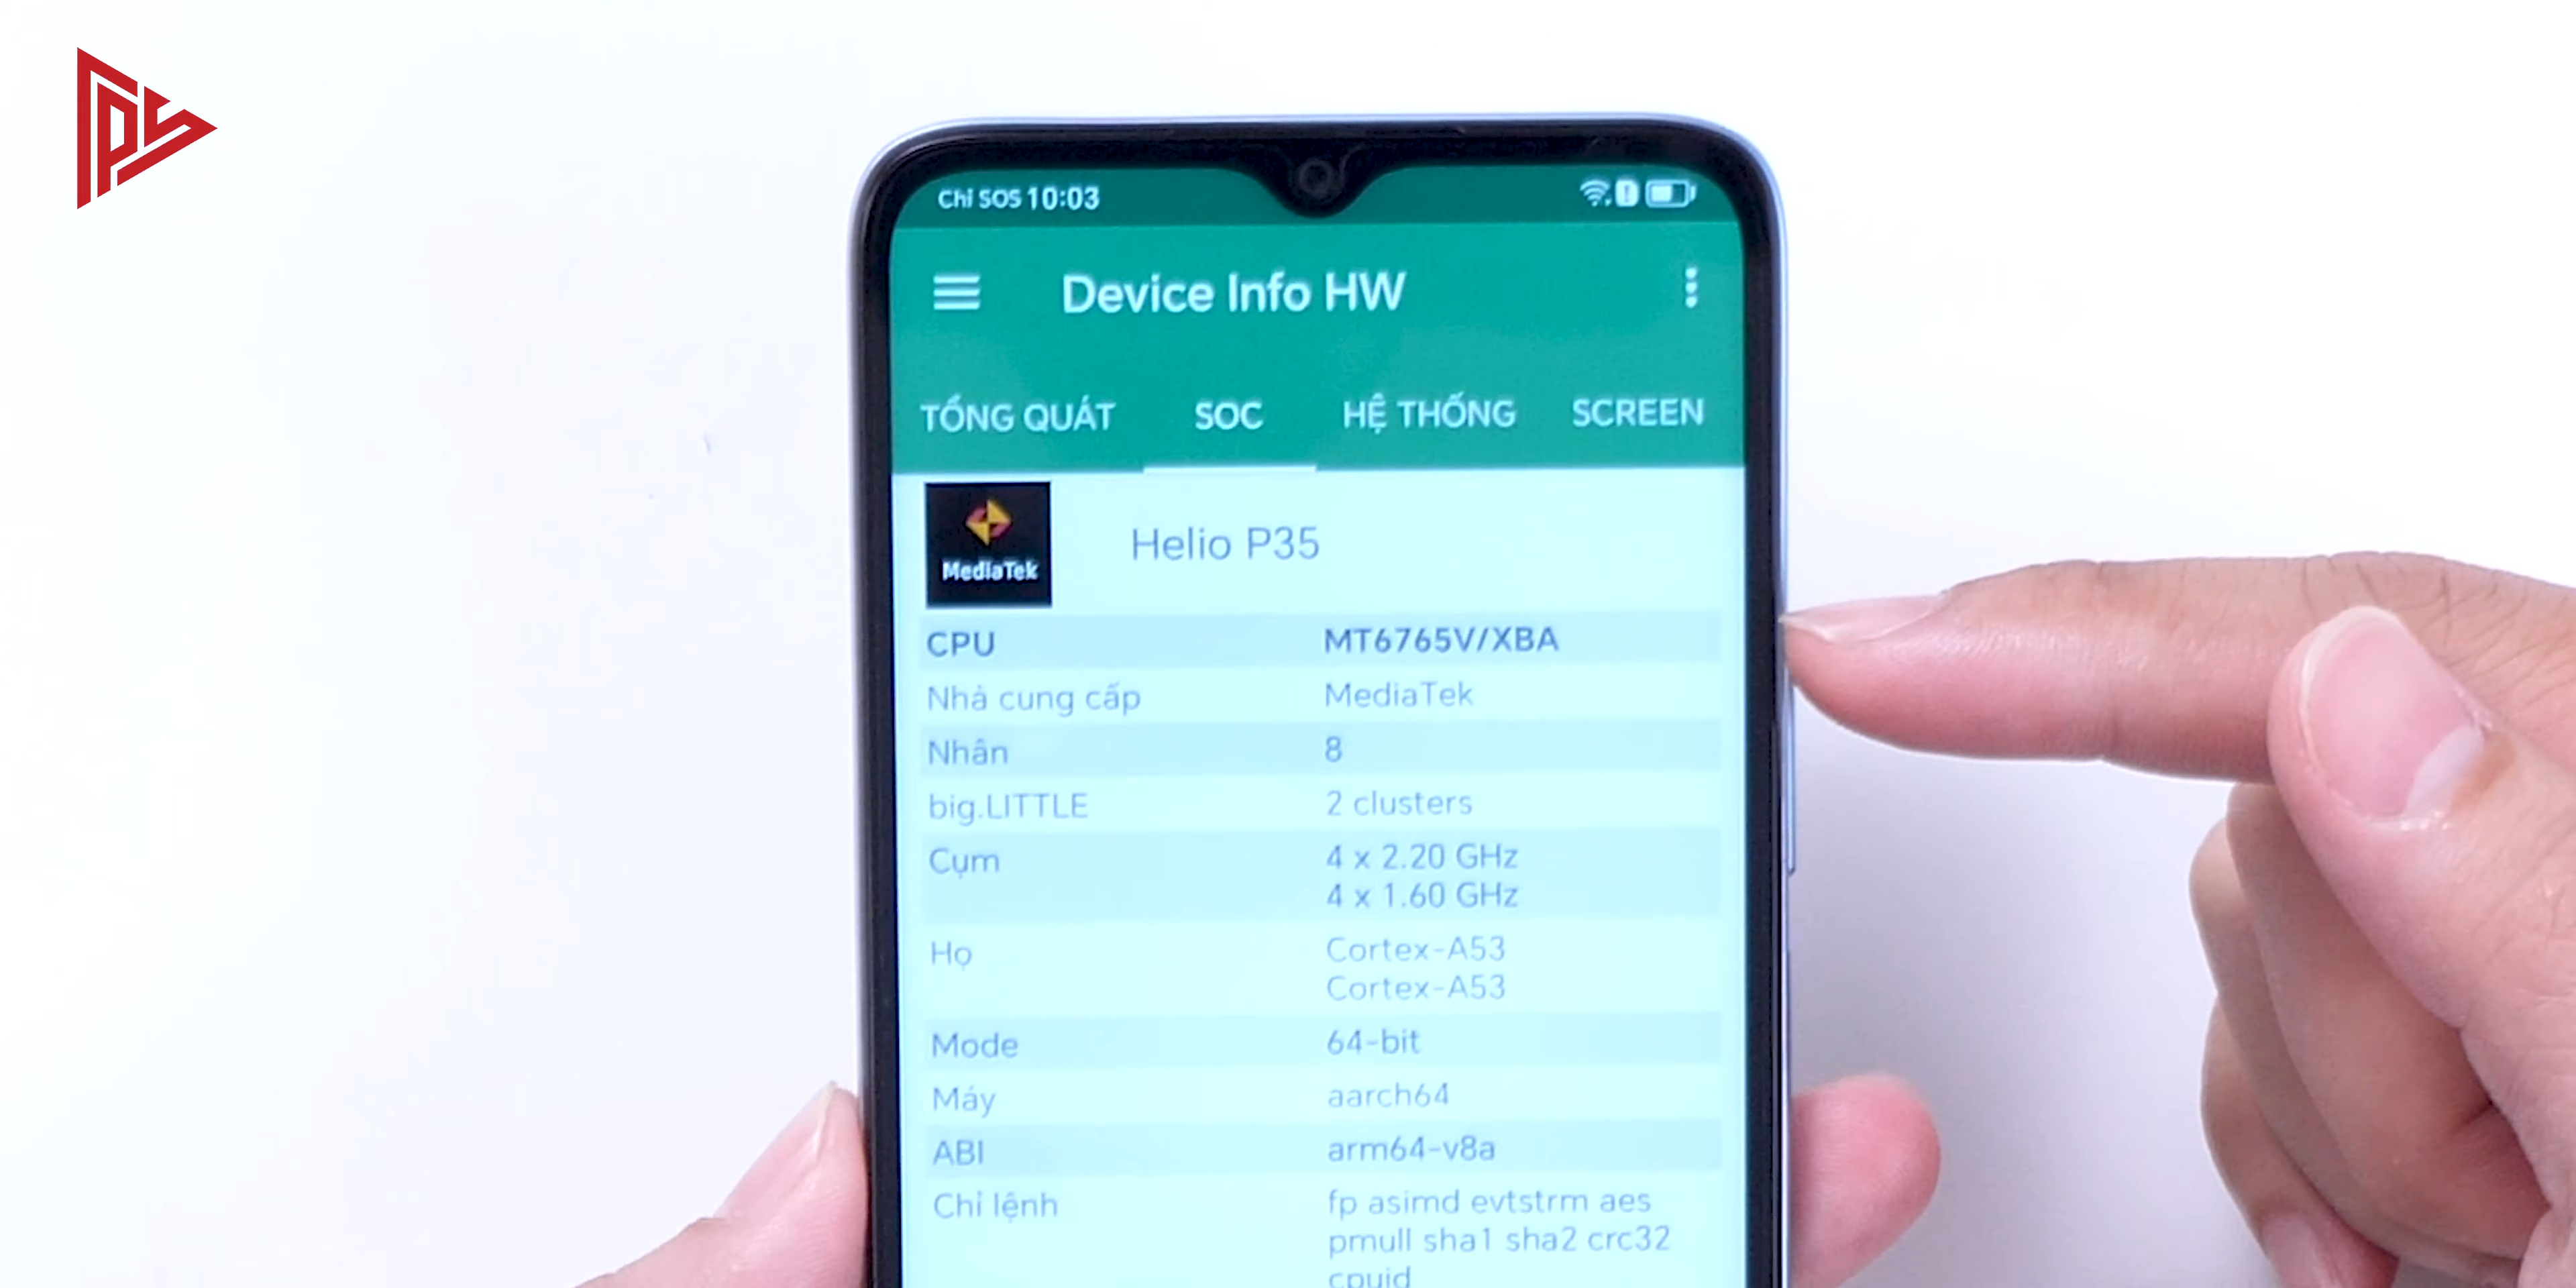 Chỉ SOS 10:03
Device Info HW
TỔNG QUÁT SOC HỆ THỐNG SCREEN
MediaTek
Helio P35
CPU MT6765V/XBA
Nhà cung cấp MediaTek
Nhân 8
big.LITTLE 2 clusters
Cụm 4 x 2.20 GHz
4 x 1.60 GHz
Họ Cortex-A53
Cortex-A53
Mode 64-bit
Máy aarch64
ABI arm64-v8a
Chỉ lệnh fp asimd evtstrm aes
pmull sha1 sha2 crc32
cpuid